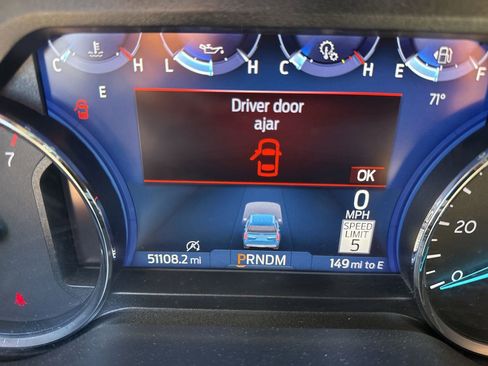 C H L H C H E F
E
71°
Driver door
ajar
OK
7
0
MPH
SPEED
LIMIT
5
20
0
51108.2 mi
PRNDM
149 mi to E